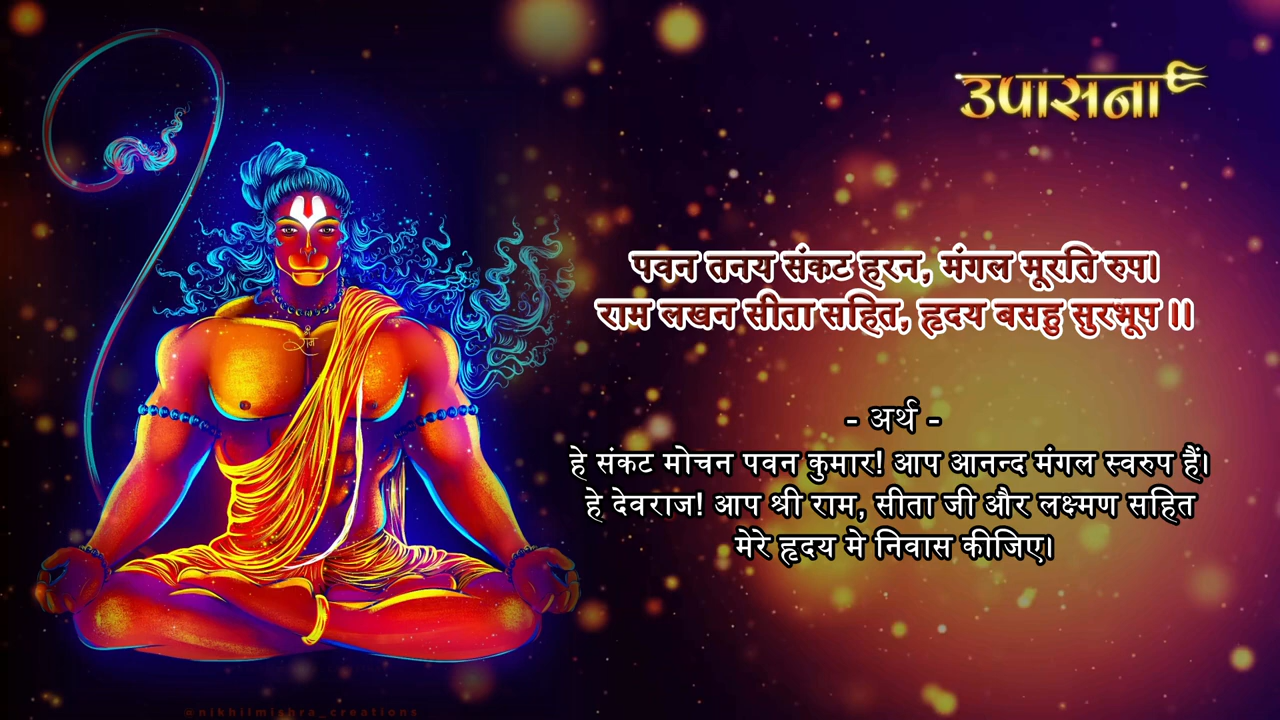 उपासना
पवन तनय संकट हरन, मंगल मूरति रुप।
राम लखन सीता सहित, हृदय बसहु सुरभूप ।।
- अर्थ -
हे संकट मोचन पवन कुमार! आप आनन्द मंगल स्वरुप हैं।
हे देवराज! आप श्री राम, सीता जी और लक्ष्मण सहित
मेरे हृदय मे निवास कीजिए।
राम
@nikhilmishra_creations